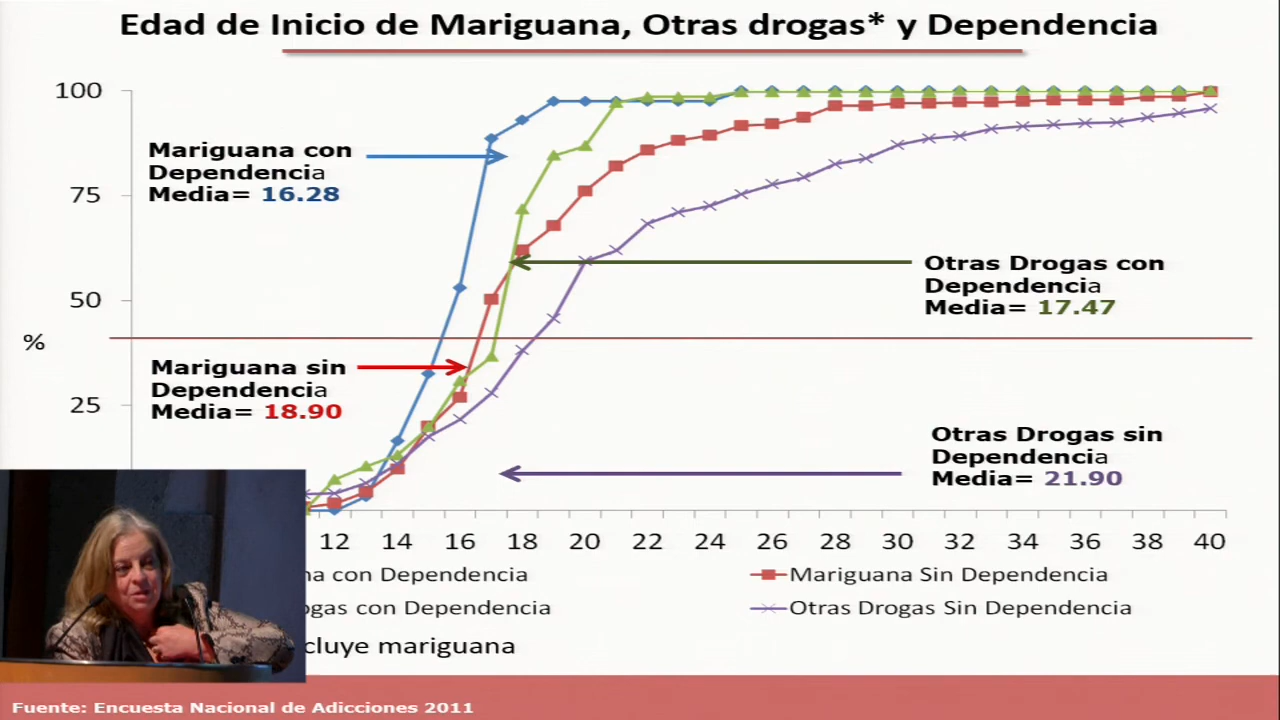 Edad de Inicio de Mariguana, Otras drogas* y Dependencia
100
75
50
%
25
Mariguana con
Dependencia
Media= 16.28
Otras Drogas con
Dependencia
Media= 17.47
Mariguana sin
Dependencia
Media= 18.90
Otras Drogas sin
Dependencia
Media= 21.90
12 14 16 18 20 22 24 26 28 30 32 34 36 38 40
na con Dependencia
Mariguana Sin Dependencia
ogas con Dependencia
Otras Drogas Sin Dependencia
cluye mariguana
Fuente: Encuesta Nacional de Adicciones 2011